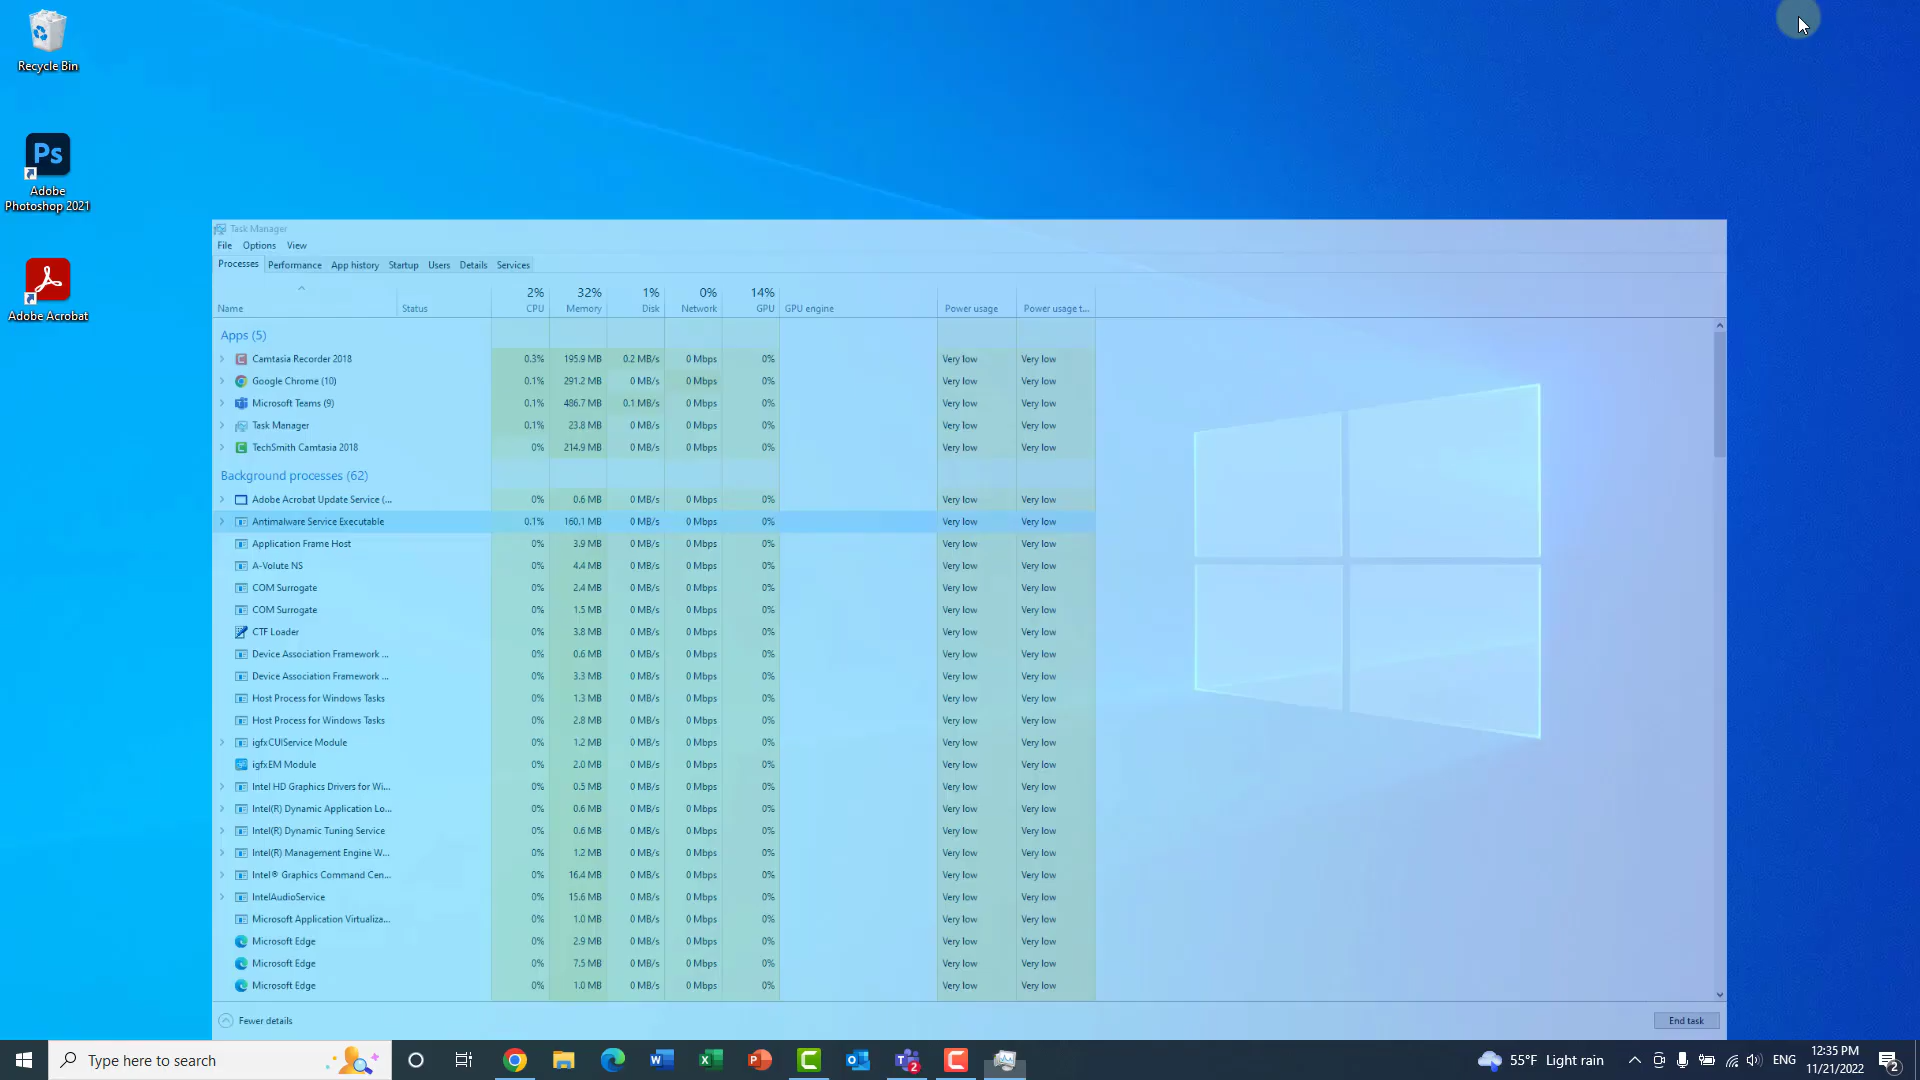 Recycle Bin
Ps
Adobe
Photoshop 2021
Adobe Acrobat
Task Manager
File Options View
Processes Performance App history Startup Users Details Services
2% 32% 1% 0% 14%
Name Status CPU Memory Disk Network GPU GPU engine Power usage Power usage t...
Apps (5)
Camtasia Recorder 2018 0.3% 195.9 MB 0.2 MB/s 0 Mbps 0% Very low Very low
Google Chrome (10) 0.1% 291.2 MB 0 MB/s 0 Mbps 0% Very low Very low
Microsoft Teams (9) 0.1% 486.7 MB 0.1 MB/s 0 Mbps 0% Very low Very low
Task Manager 0.1% 23.8 MB 0 MB/s 0 Mbps 0% Very low Very low
TechSmith Camtasia 2018 0% 214.9 MB 0 MB/s 0 Mbps 0% Very low Very low
Background processes (62)
Adobe Acrobat Update Service (... 0% 0.6 MB 0 MB/s 0 Mbps 0% Very low Very low
Antimalware Service Executable 0.1% 160.1 MB 0 MB/s 0 Mbps 0% Very low Very low
Application Frame Host 0% 3.9 MB 0 MB/s 0 Mbps 0% Very low Very low
A-Volute NS 0% 4.4 MB 0 MB/s 0 Mbps 0% Very low Very low
COM Surrogate 0% 2.4 MB 0 MB/s 0 Mbps 0% Very low Very low
COM Surrogate 0% 1.5 MB 0 MB/s 0 Mbps 0% Very low Very low
CTF Loader 0% 3.8 MB 0 MB/s 0 Mbps 0% Very low Very low
Device Association Framework ... 0% 0.6 MB 0 MB/s 0 Mbps 0% Very low Very low
Device Association Framework ... 0% 3.3 MB 0 MB/s 0 Mbps 0% Very low Very low
Host Process for Windows Tasks 0% 1.3 MB 0 MB/s 0 Mbps 0% Very low Very low
Host Process for Windows Tasks 0% 2.8 MB 0 MB/s 0 Mbps 0% Very low Very low
igfxCUIService Module 0% 1.2 MB 0 MB/s 0 Mbps 0% Very low Very low
igfxEM Module 0% 2.0 MB 0 MB/s 0 Mbps 0% Very low Very low
Intel HD Graphics Drivers for Wi... 0% 0.5 MB 0 MB/s 0 Mbps 0% Very low Very low
Intel(R) Dynamic Application Lo... 0% 0.6 MB 0 MB/s 0 Mbps 0% Very low Very low
Intel(R) Dynamic Tuning Service 0% 0.6 MB 0 MB/s 0 Mbps 0% Very low Very low
Intel(R) Management Engine W... 0% 1.2 MB 0 MB/s 0 Mbps 0% Very low Very low
Intel® Graphics Command Cen... 0% 16.4 MB 0 MB/s 0 Mbps 0% Very low Very low
IntelAudioService 0% 15.6 MB 0 MB/s 0 Mbps 0% Very low Very low
Microsoft Application Virtualiza... 0% 1.0 MB 0 MB/s 0 Mbps 0% Very low Very low
Microsoft Edge 0% 2.9 MB 0 MB/s 0 Mbps 0% Very low Very low
Microsoft Edge 0% 7.5 MB 0 MB/s 0 Mbps 0% Very low Very low
Microsoft Edge 0% 1.0 MB 0 MB/s 0 Mbps 0% Very low Very low
Fewer details End task
Type here to search 55°F Light rain ENG 12:35 PM
11/21/2022
2
2